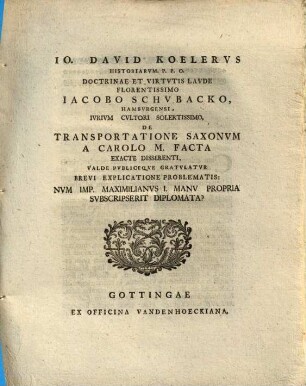 IO. DAVID KOELERVS
HISTORIARVM. P. P. O.
DOCTRINAE ET VIRTVTIS LAVDE
FLORENTISSIMO
IACOBO SCHVBACKO,
HAMBVRGENSI,
IVRIVM CVLTORI SOLERTISSIMO,
DE
TRANSPORTATIONE SAXONVM
A CAROLO M. FACTA
EXACTE DISSERENTI,
VALDE PVBLICEQVE GRATVLATVR
BREVI EXPLICATIONE PROBLEMATIS:
NVM IMP. MAXIMILIANVS I. MANV PROPRIA
SVBSCRIPSERIT DIPLOMATA?
GOTTINGAE
EX OFFICINA VANDENHOECKIANA.